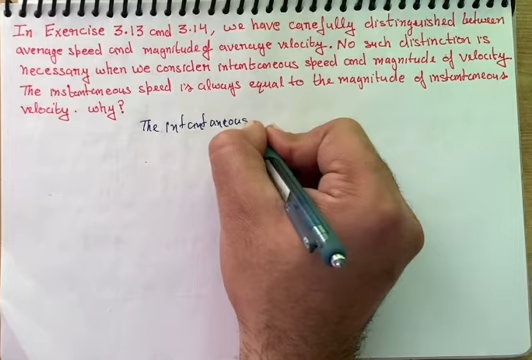 In Exercise 3.13 and 3.14, we have carefully distinguished between
average speed and magnitude of average velocity. No such distinction is
necessary when we consider intantaneous speed and magnitude of velocity
The instantaneous speed is always equal to the magnitude of instantaneous
velocity. why?
The intantaneous